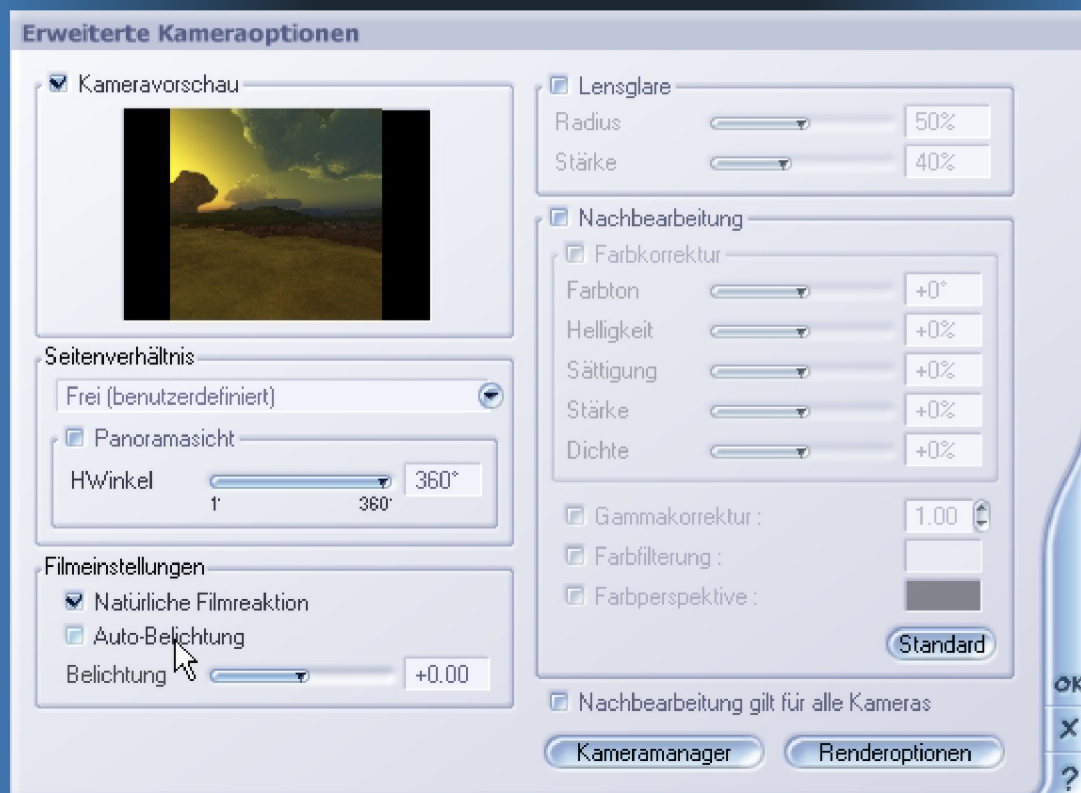 Erweiterte Kameraoptionen
Kameravorschau
Seitenverhältnis
Frei (benutzerdefiniert)
Panoramasicht
H'Winkel 360°
1° 360°
Filmeinstellungen
Natürliche Filmreaktion
Auto-Belichtung
Belichtung +0.00
Lensglare
Radius 50%
Stärke 40%
Nachbearbeitung
Farbkorrektur
Farbton +0°
Helligkeit +0%
Sättigung +0%
Stärke +0%
Dichte +0%
Gammakorrektur : 1.00
Farbfilterung :
Farbperspektive :
Standard
Nachbearbeitung gilt für alle Kameras
Kameramanager Renderoptionen
OK
?